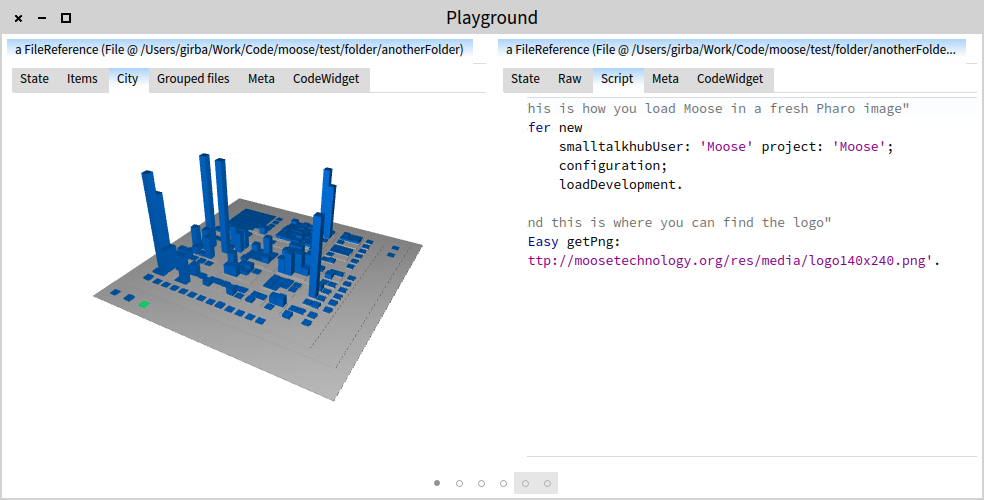 Playground
a FileReference (File @ /Users/girba/Work/Code/moose/test/folder/anotherFolder)
State Items City Grouped files Meta CodeWidget
a FileReference (File @ /Users/girba/Work/Code/moose/test/folder/anotherFolde...
State Raw Script Meta CodeWidget
his is how you load Moose in a fresh Pharo image"
fer new
smalltalkhubUser: 'Moose' project: 'Moose';
configuration;
loadDevelopment.
nd this is where you can find the logo"
Easy getPng:
ttp://moosetechnology.org/res/media/logo140x240.png'.